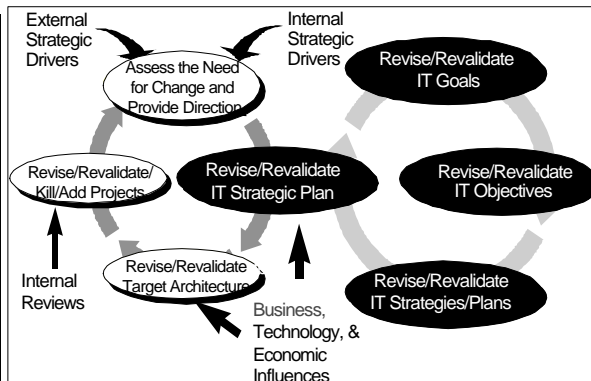 External
Strategic
Drivers
Internal
Strategic
Drivers
Assess the Need
for Change and
Provide Direction
Revise/Revalidate
IT Goals
Revise/Revalidate/
Kill/Add Projects
Revise/Revalidate
IT Strategic Plan
Revise/Revalidate
IT Objectives
Internal
Reviews
Revise/Revalidate
Target Architecture
Revise/Revalidate
IT Strategies/Plans
Business,
Technology, &
Economic
Influences